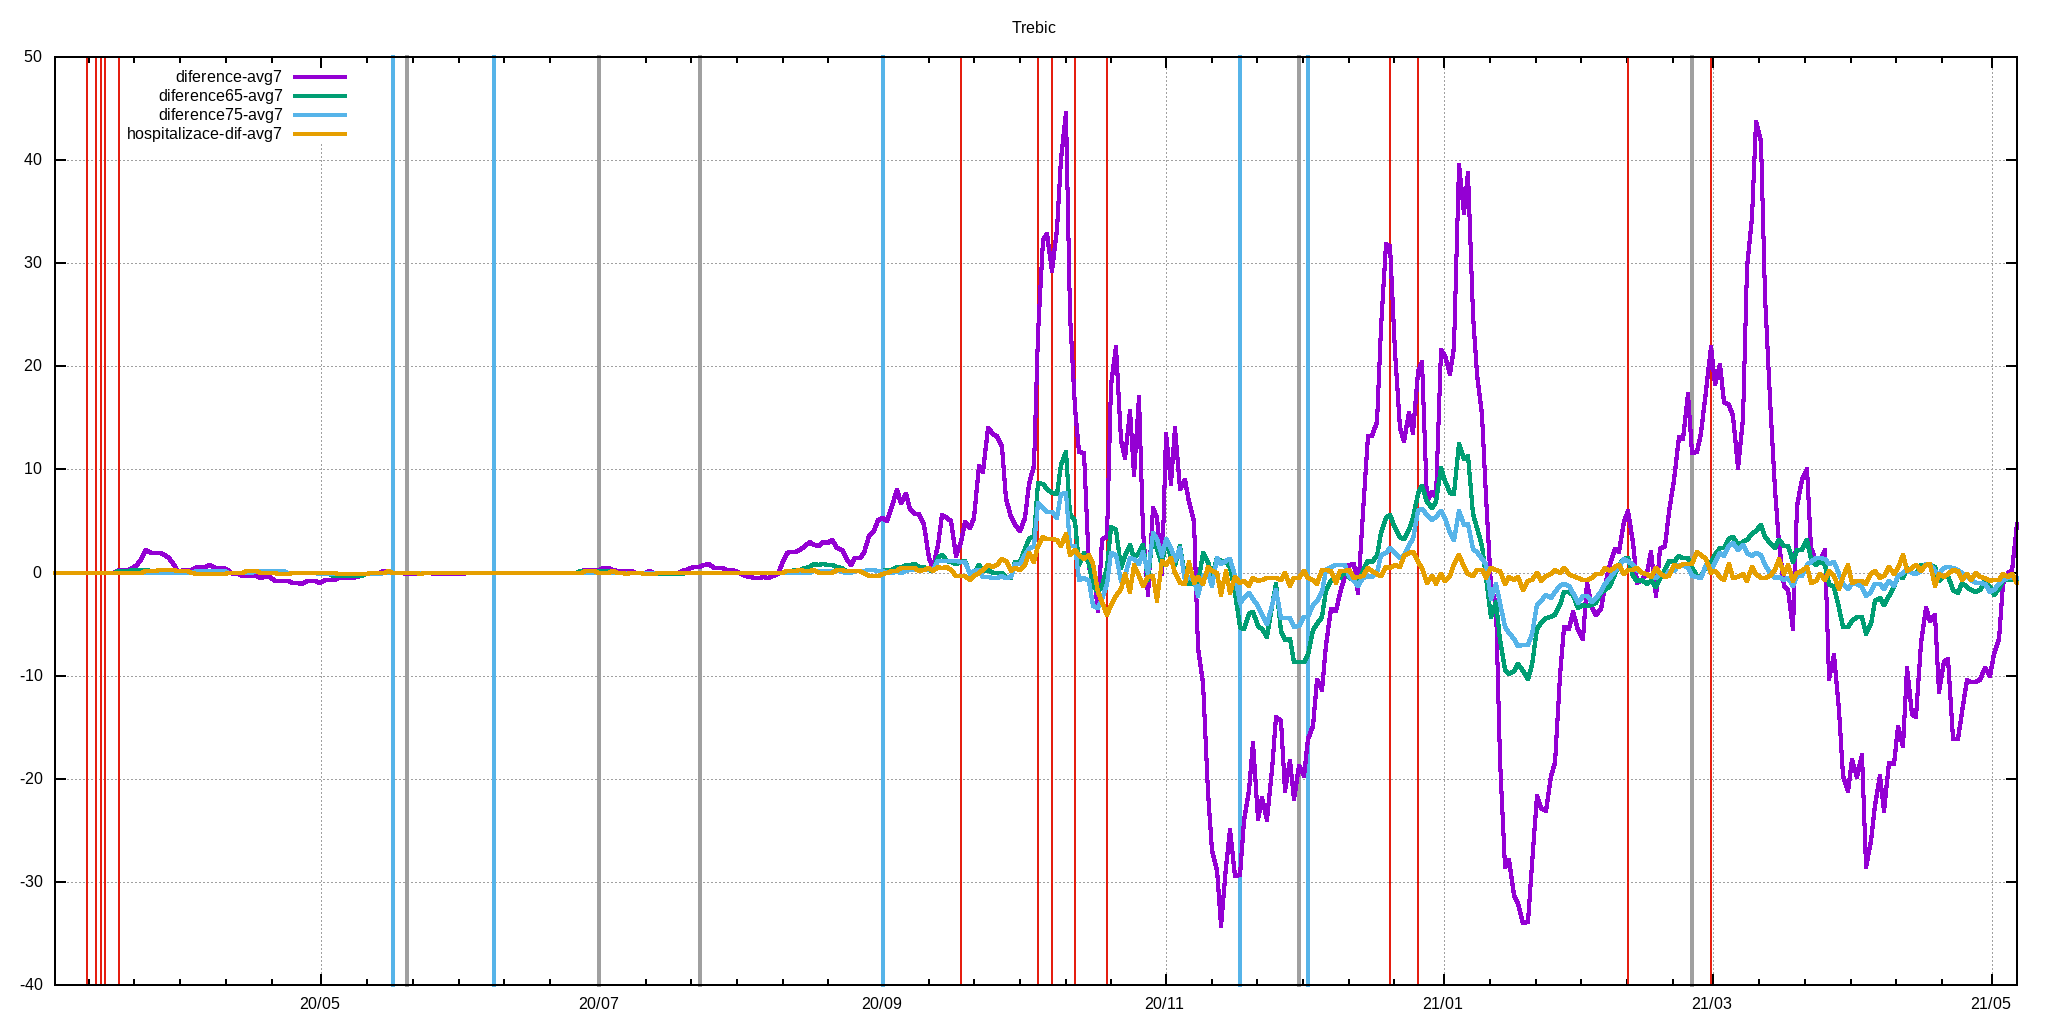 Trebic
50
diference-avg7
diference65-avg7
diference75-avg7
hospitalizace-dif-avg7
40
30
20
10
0
-10
-20
-30
-40
20/05 20/07 20/09 20/11 21/01 21/03 21/05